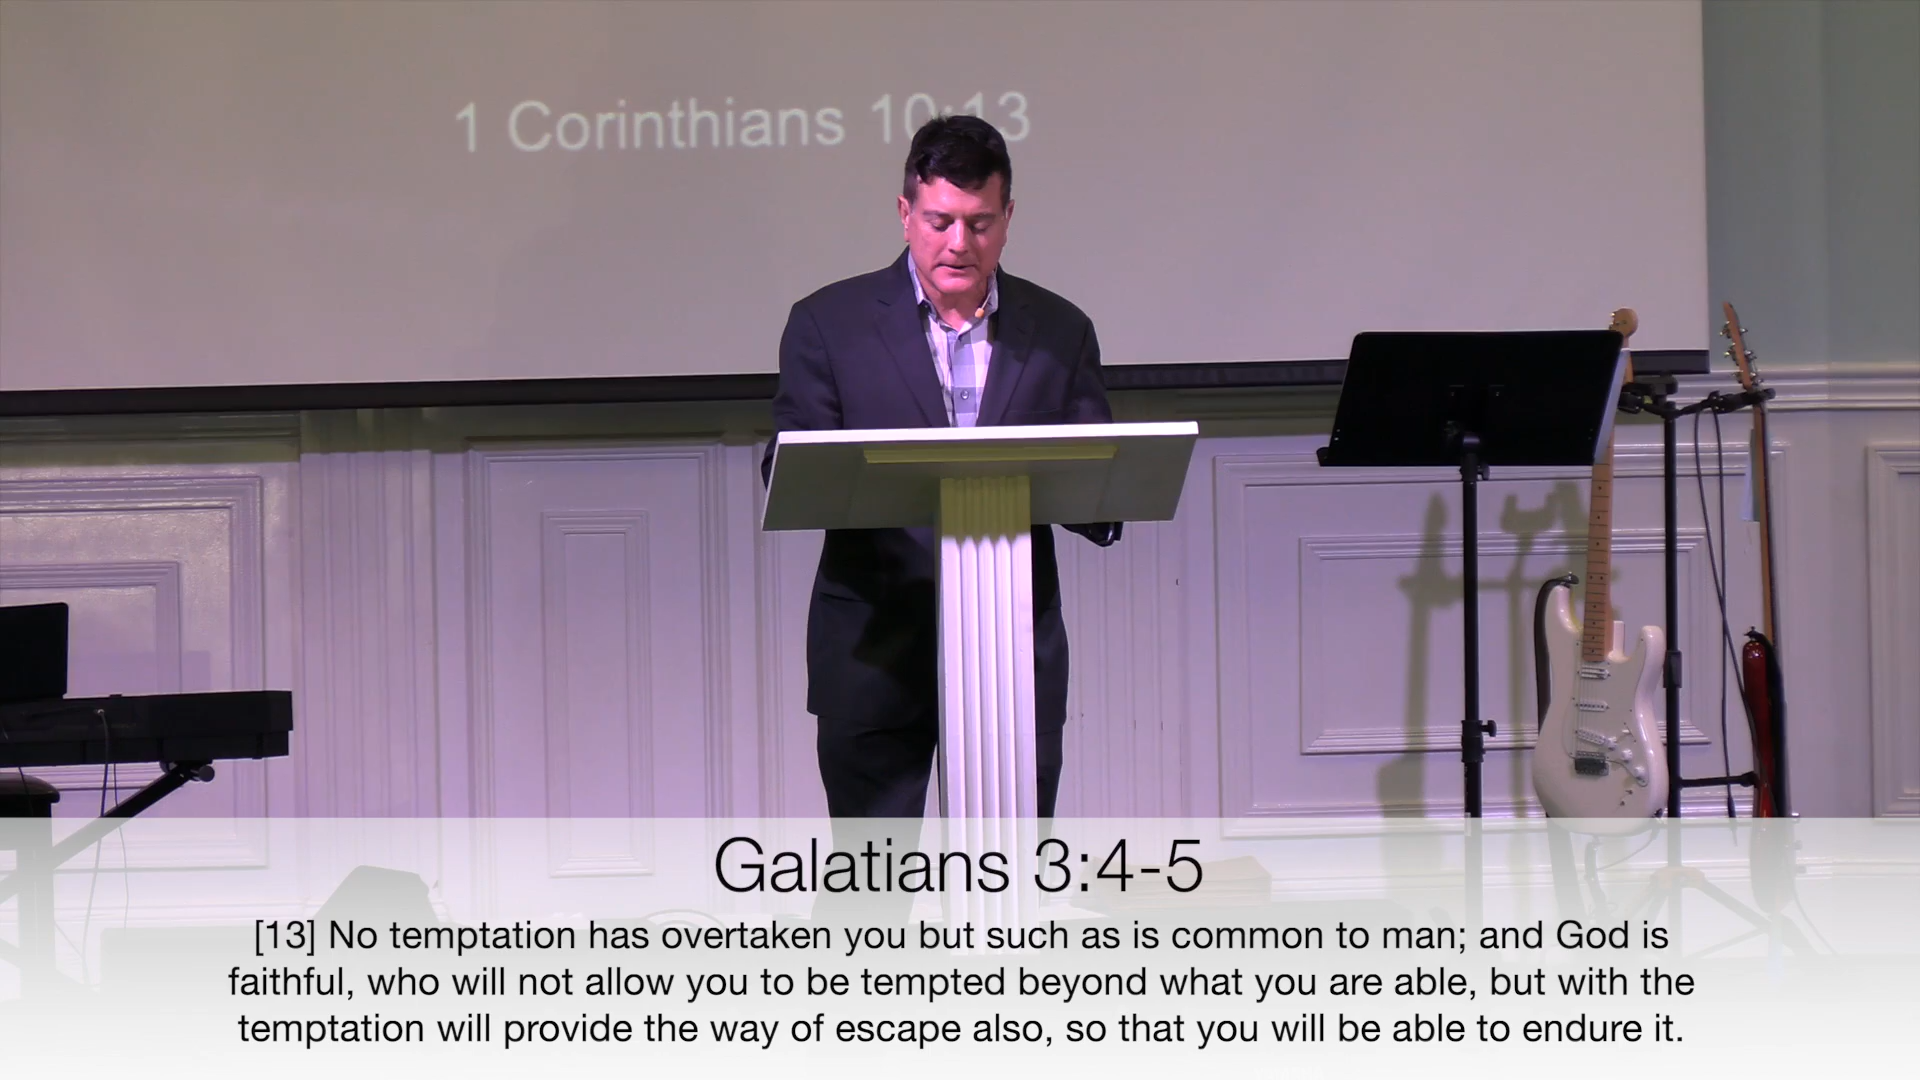 1 Corinthians 10:13
Galatians 3:4-5
[13] No temptation has overtaken you but such as is common to man; and God is
faithful, who will not allow you to be tempted beyond what you are able, but with the
temptation will provide the way of escape also, so that you will be able to endure it.